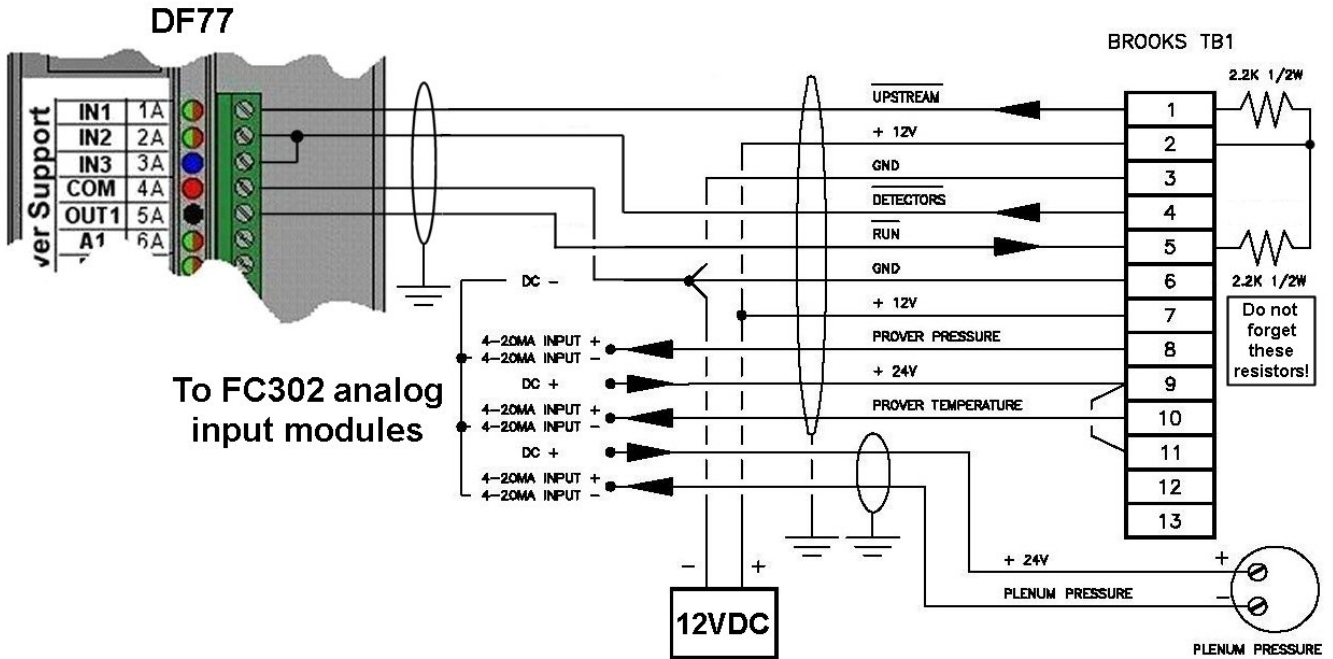 DF77
ver Support
IN1 1A
IN2 2A
IN3 3A
COM 4A
OUT1 5A
A1 6A
To FC302 analog
input modules
DC -
4-20MA INPUT +
4-20MA INPUT -
DC +
4-20MA INPUT +
4-20MA INPUT -
DC +
4-20MA INPUT +
4-20MA INPUT -
- +
12VDC
UPSTREAM
+ 12V
GND
DETECTORS
RUN
GND
+ 12V
PROVER PRESSURE
+ 24V
PROVER TEMPERATURE
+ 24V
PLENUM PRESSURE
BROOKS TB1
1
2
3
4
5
6
7
8
9
10
11
12
13
2.2K 1/2W
2.2K 1/2W
Do not
forget
these
resistors!
+
-
PLENUM PRESSURE